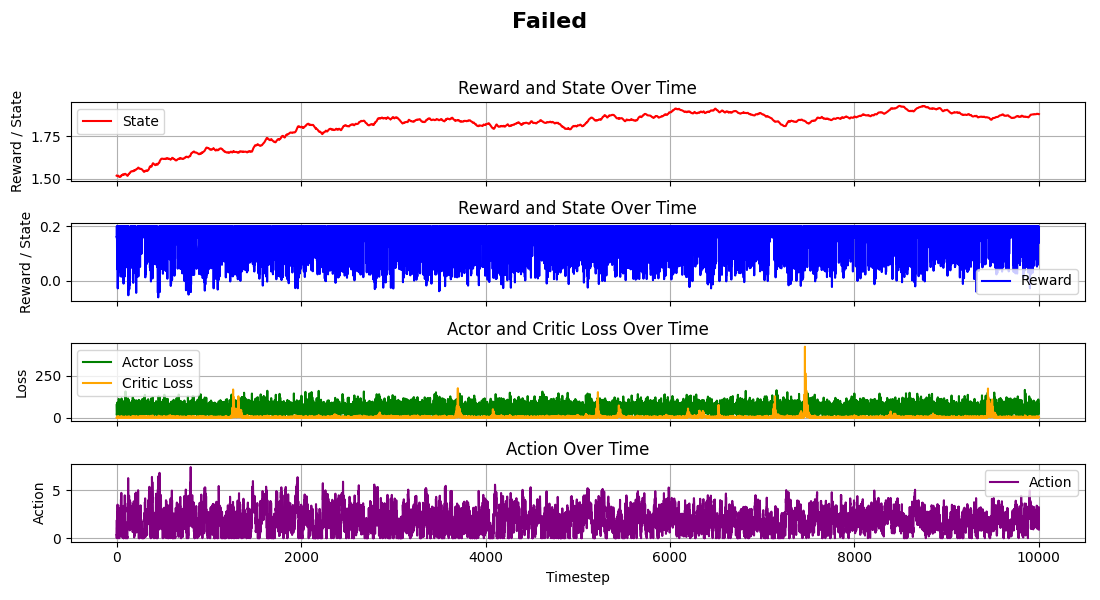 Failed
Reward and State Over Time
Reward / State
1.75
1.50
State
Reward and State Over Time
Reward / State
0.2
0.0
Reward
Actor and Critic Loss Over Time
Loss
250
0
Actor Loss
Critic Loss
Action Over Time
Action
5
0
Action
0 2000 4000 6000 8000 10000
Timestep